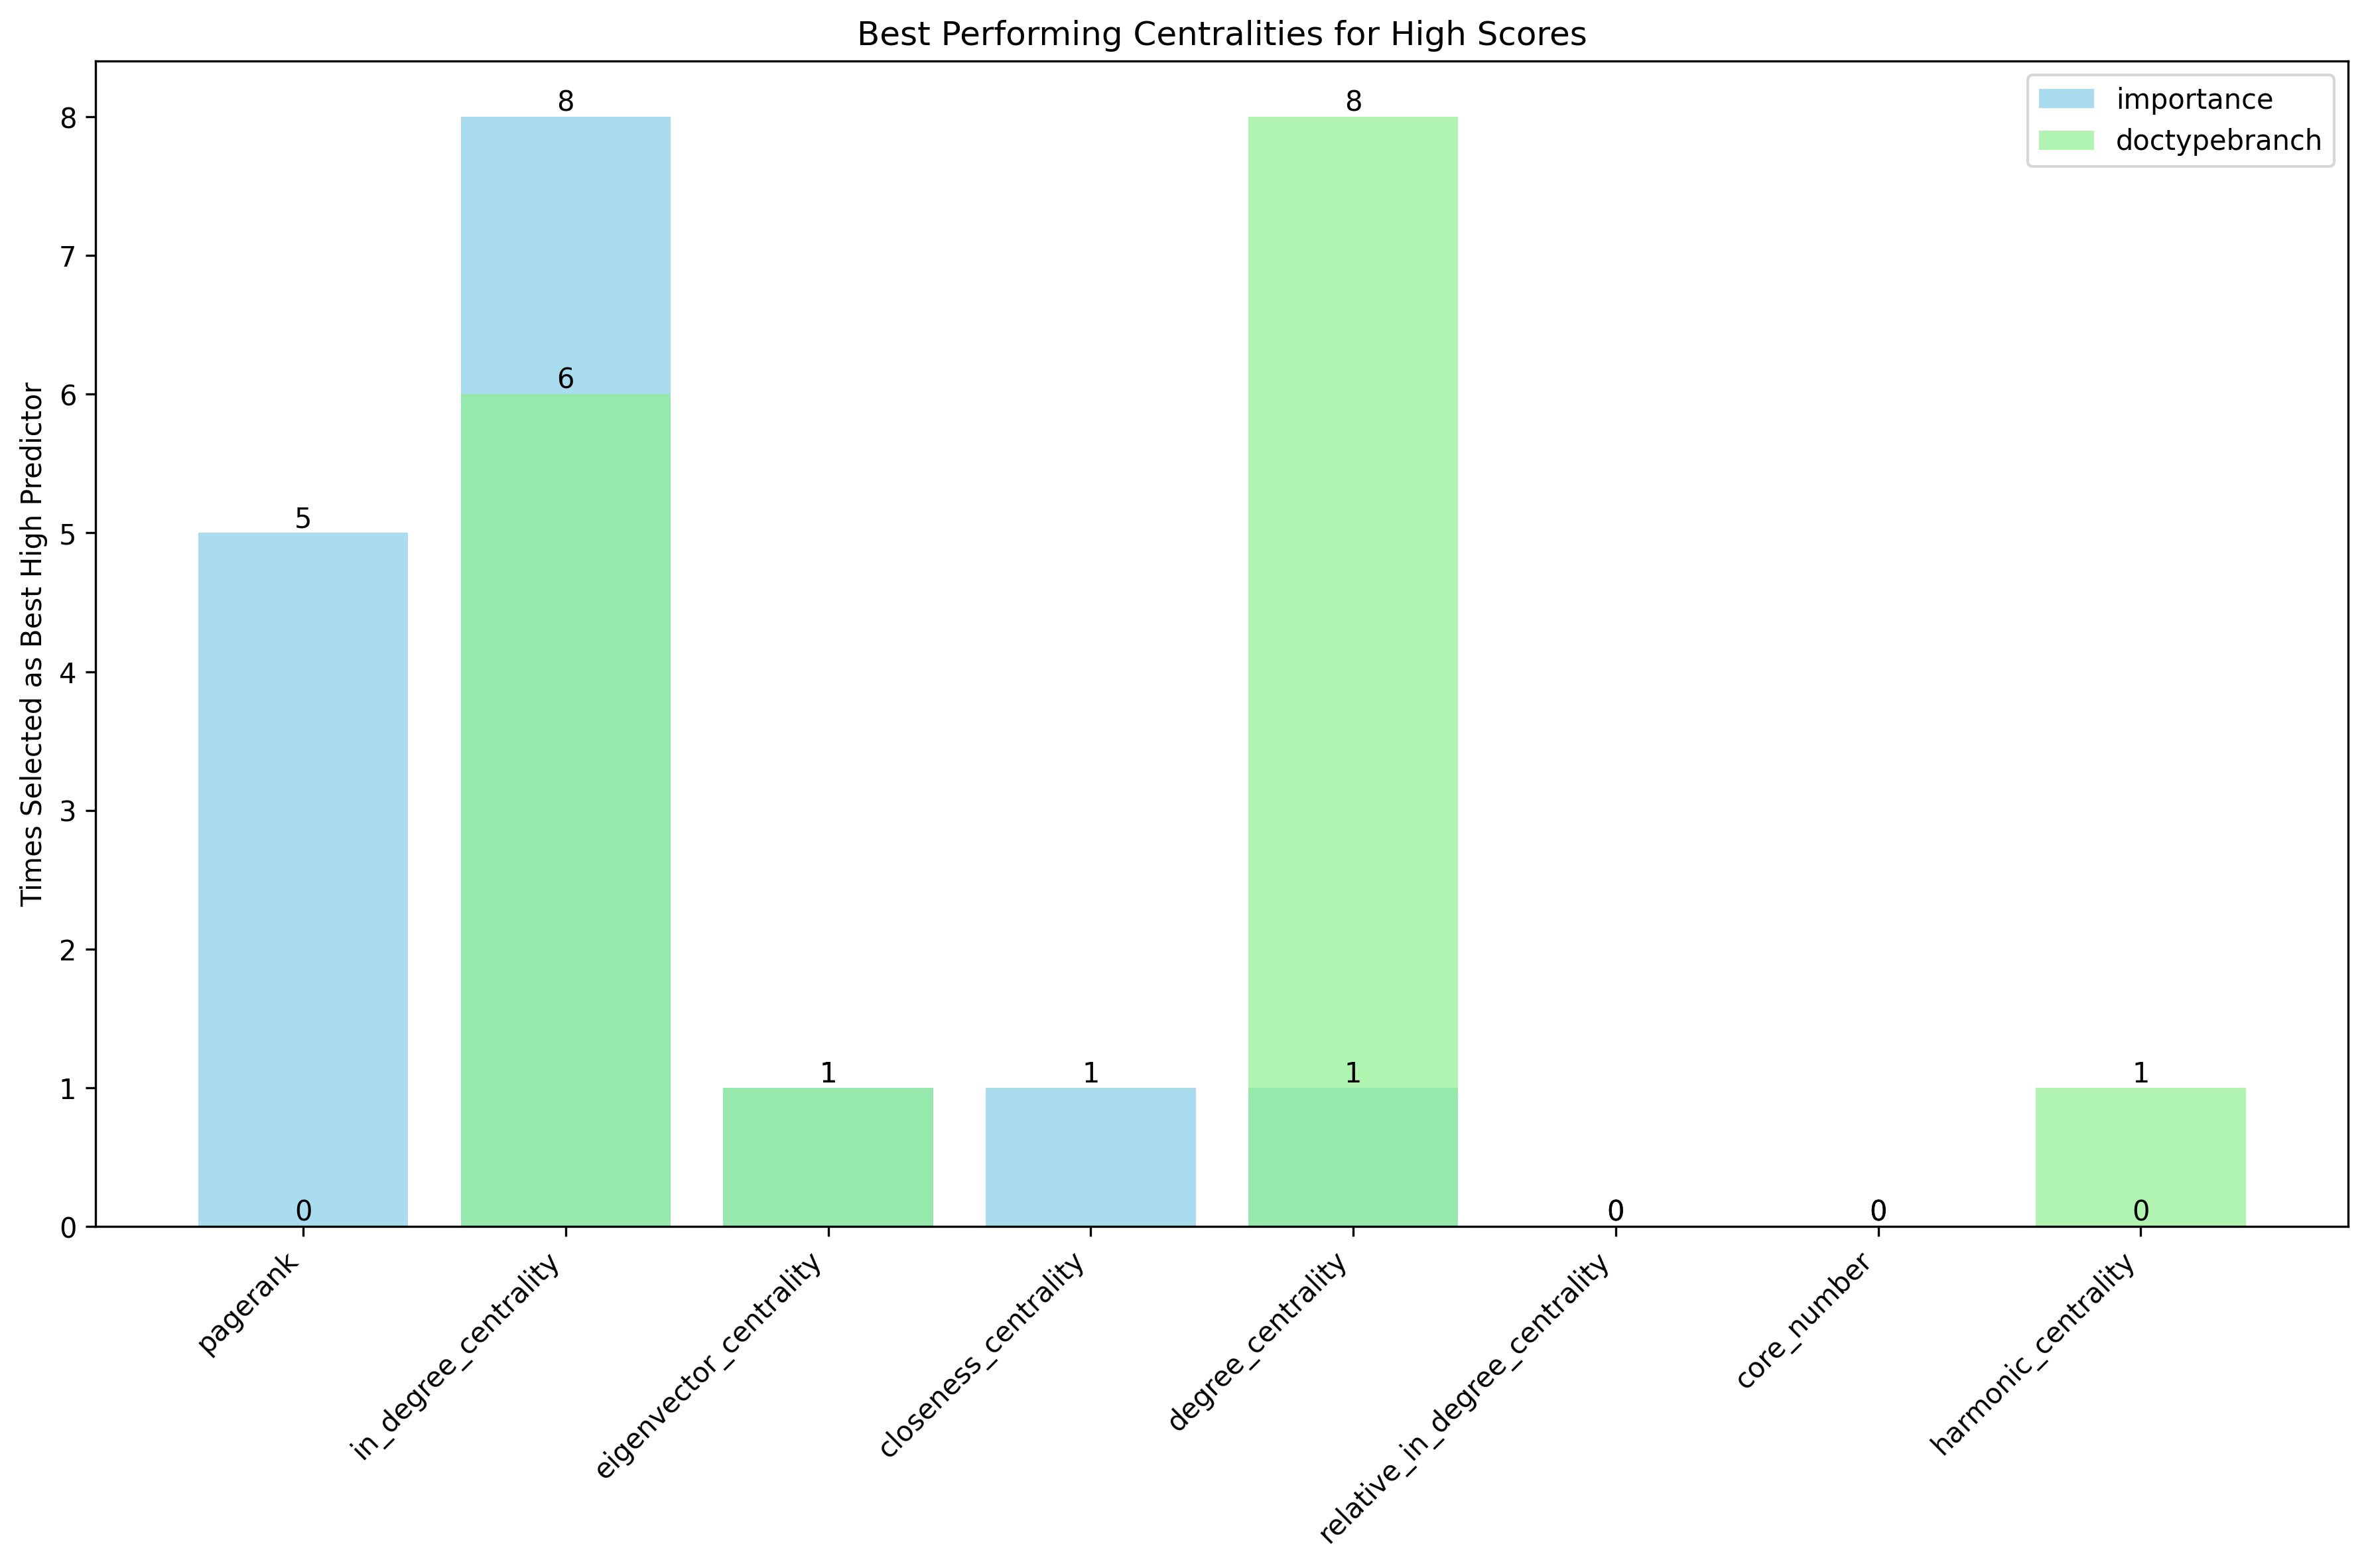 Best Performing Centralities for High Scores
importance
doctypebranch
Times Selected as Best High Predictor
8
7
6
5
4
3
2
1
0
5
0
8
6
1
1
8
1
0
0
1
0
pagerank
in_degree_centrality
eigenvector_centrality
closeness_centrality
degree_centrality
relative_in_degree_centrality
core_number
harmonic_centrality